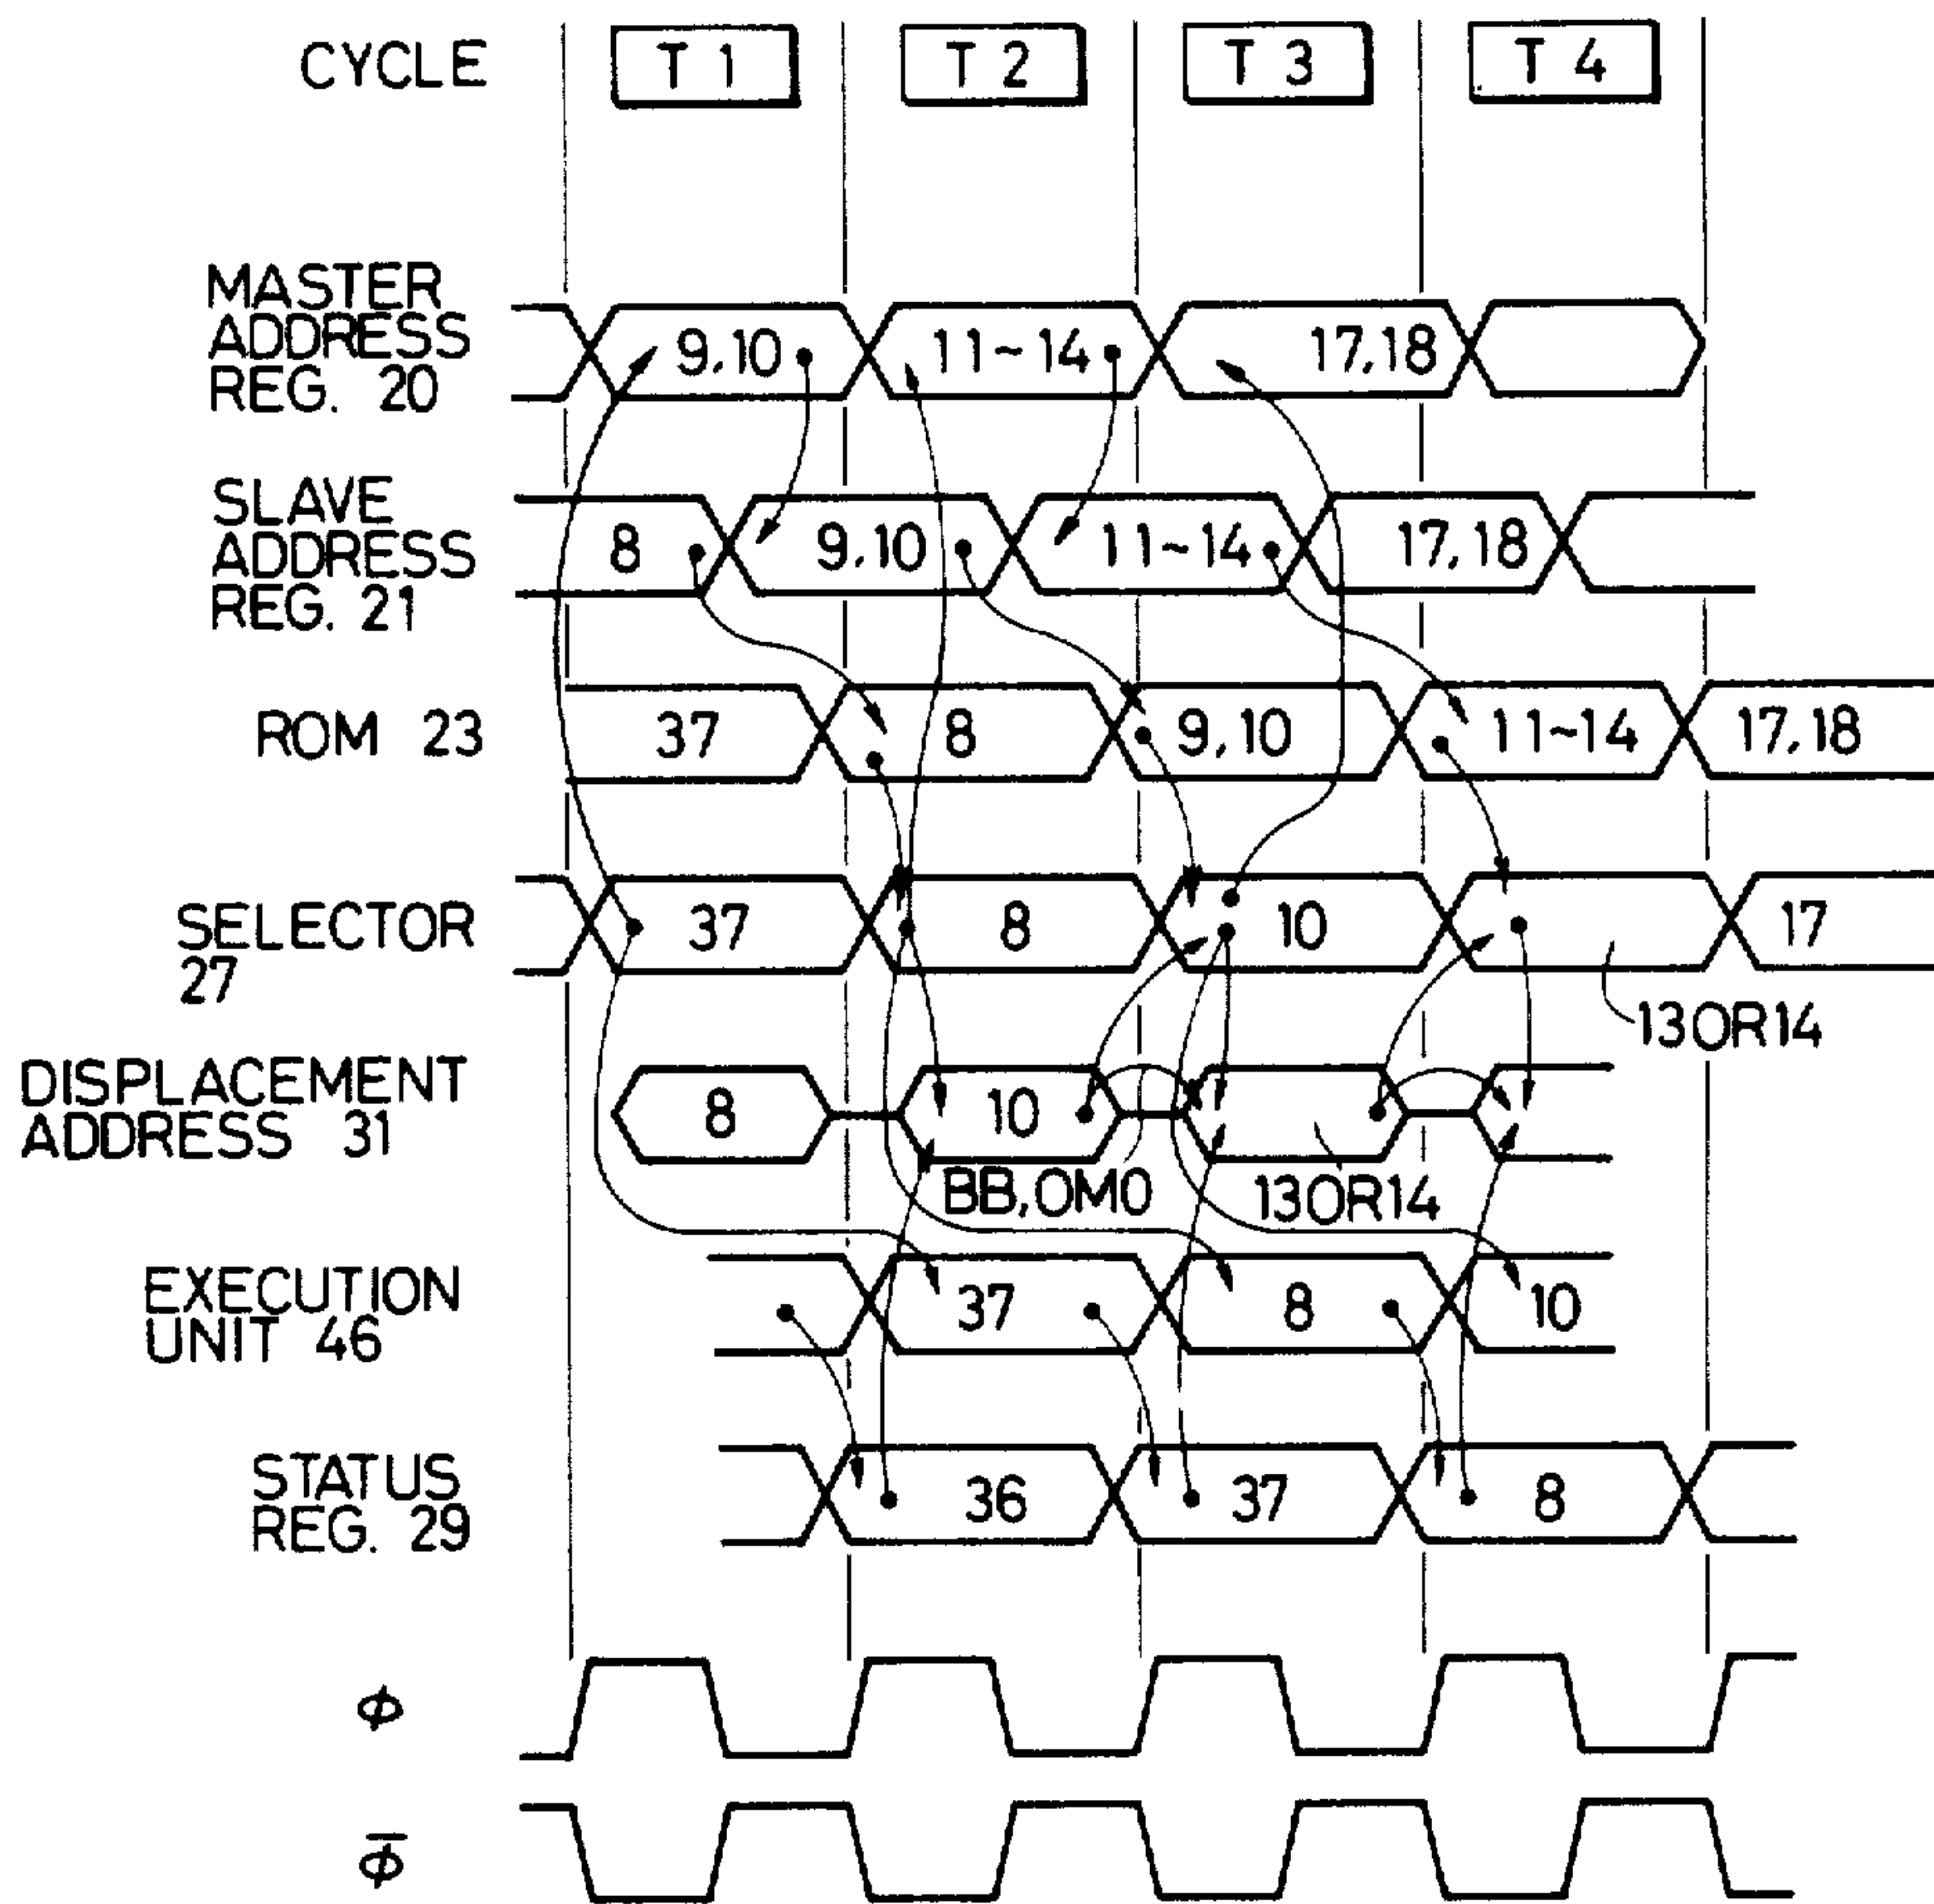 CYCLE T 1 T 2 T 3 T 4
MASTER
ADDRESS
REG. 20
9,10 11~14 17,18
SLAVE
ADDRESS
REG. 21
8 9,10 11~14 17,18
ROM 23 37 8 9,10 11~14 17,18
SELECTOR
27
37 8 10 17
13OR14
DISPLACEMENT
ADDRESS 31
8 10
BB,OM0 13OR14
EXECUTION
UNIT 46
37 8 10
STATUS
REG. 29
36 37 8
ϕ
ϕ̅